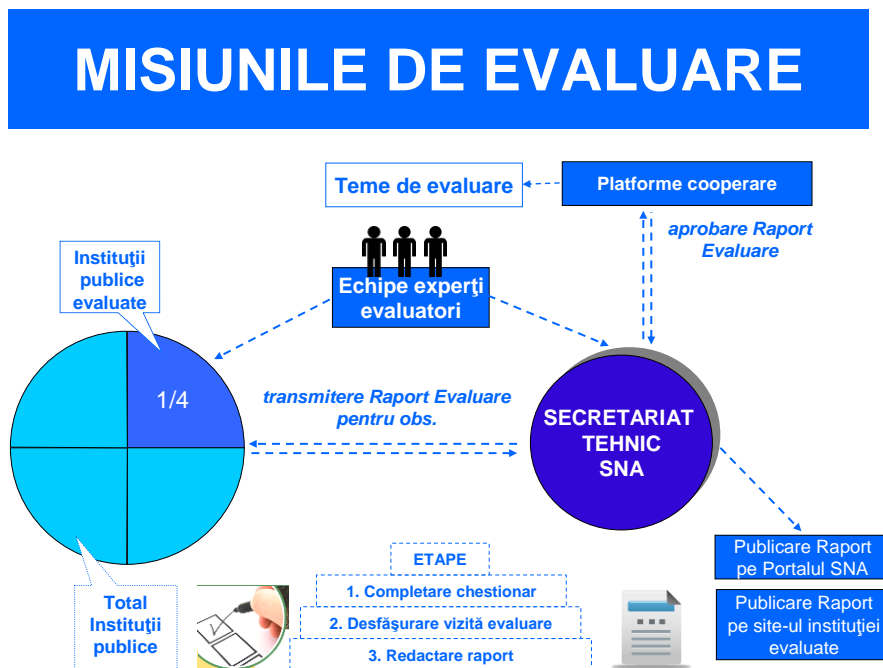 MISIUNILE DE EVALUARE
Teme de evaluare
Platforme cooperare
aprobare Raport
Evaluare
Instituţii
publice
evaluate
Echipe experţi
evaluatori
1/4
transmitere Raport Evaluare
pentru obs.
SECRETARIAT
TEHNIC
SNA
ETAPE
1. Completare chestionar
2. Desfăşurare vizită evaluare
3. Redactare raport
Total
Instituţii
publice
Publicare Raport
pe Portalul SNA
Publicare Raport
pe site-ul instituţiei
evaluate